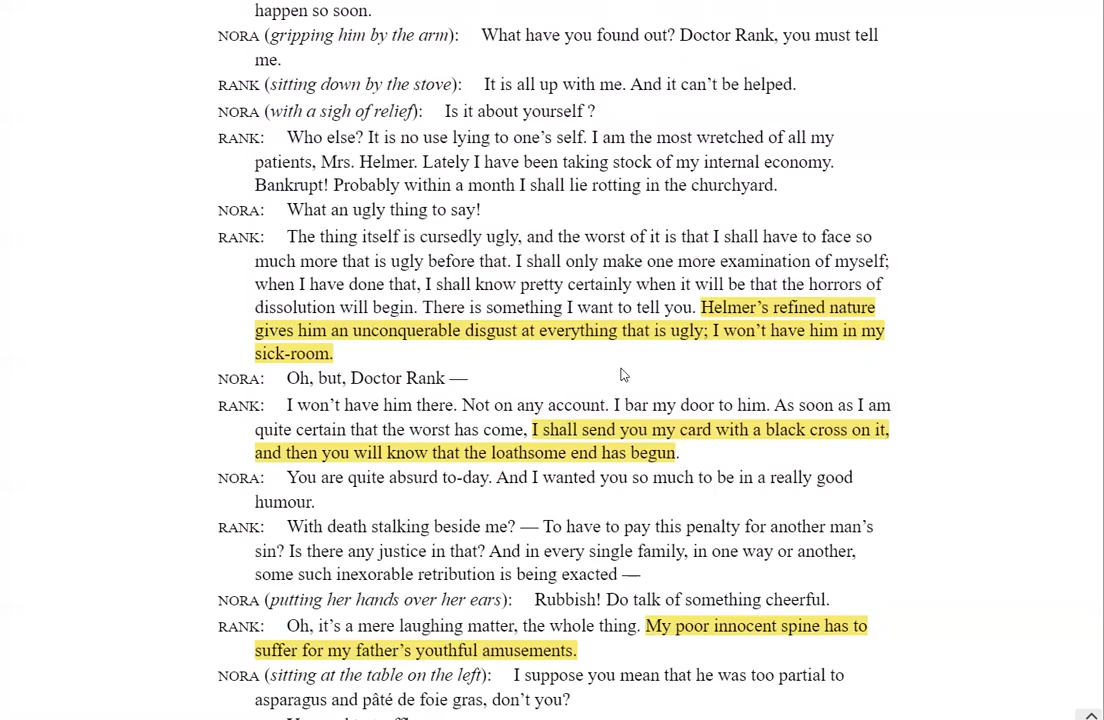 happen so soon.
NORA (gripping him by the arm): What have you found out? Doctor Rank, you must tell
me.
RANK (sitting down by the stove): It is all up with me. And it can’t be helped.
NORA (with a sigh of relief): Is it about yourself ?
RANK: Who else? It is no use lying to one’s self. I am the most wretched of all my
patients, Mrs. Helmer. Lately I have been taking stock of my internal economy.
Bankrupt! Probably within a month I shall lie rotting in the churchyard.
NORA: What an ugly thing to say!
RANK: The thing itself is cursedly ugly, and the worst of it is that I shall have to face so
much more that is ugly before that. I shall only make one more examination of myself;
when I have done that, I shall know pretty certainly when it will be that the horrors of
dissolution will begin. There is something I want to tell you. Helmer’s refined nature
gives him an unconquerable disgust at everything that is ugly; I won’t have him in my
sick-room.
NORA: Oh, but, Doctor Rank —
RANK: I won’t have him there. Not on any account. I bar my door to him. As soon as I am
quite certain that the worst has come, I shall send you my card with a black cross on it,
and then you will know that the loathsome end has begun.
NORA: You are quite absurd to-day. And I wanted you so much to be in a really good
humour.
RANK: With death stalking beside me? — To have to pay this penalty for another man’s
sin? Is there any justice in that? And in every single family, in one way or another,
some such inexorable retribution is being exacted —
NORA (putting her hands over her ears): Rubbish! Do talk of something cheerful.
RANK: Oh, it’s a mere laughing matter, the whole thing. My poor innocent spine has to
suffer for my father’s youthful amusements.
NORA (sitting at the table on the left): I suppose you mean that he was too partial to
asparagus and pâté de foie gras, don’t you?